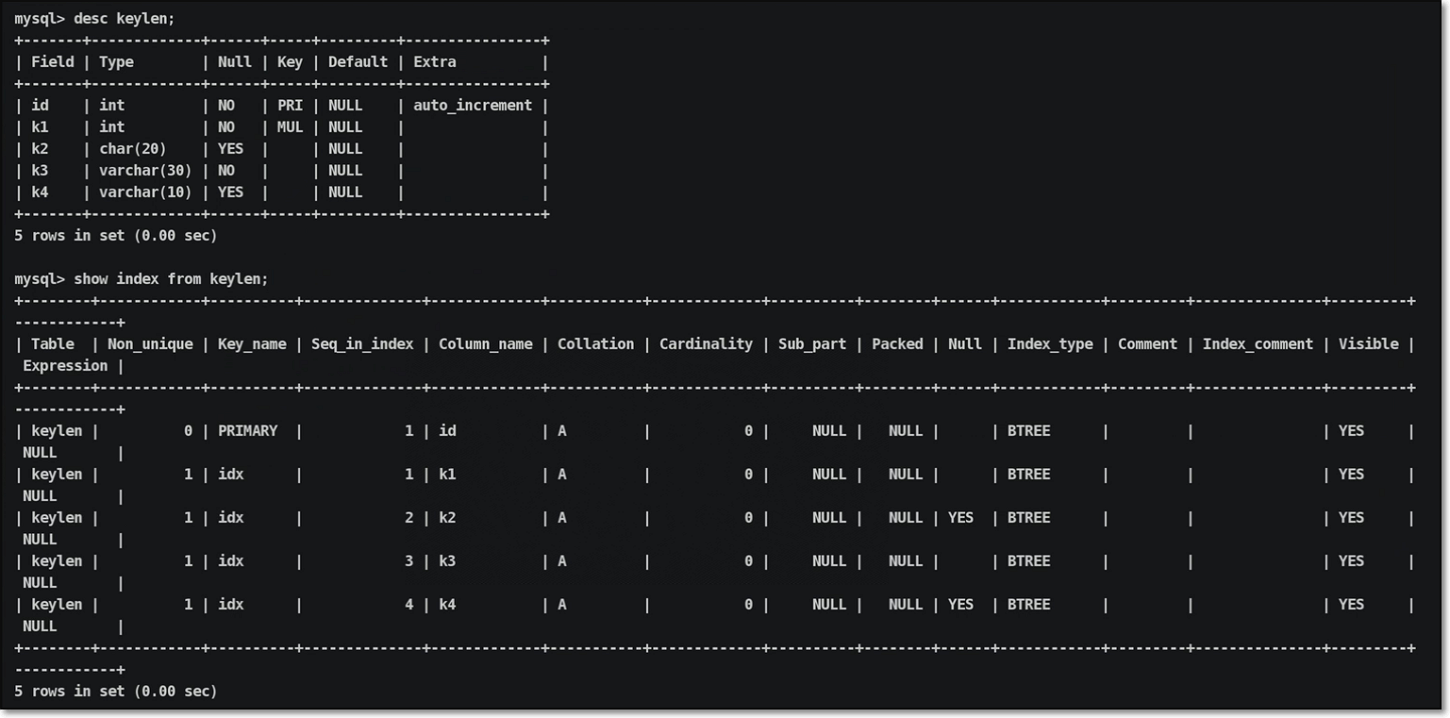 mysql> desc keylen;
+-------+-------------+------+-----+---------+----------------+
| Field | Type        | Null | Key | Default | Extra          |
+-------+-------------+------+-----+---------+----------------+
| id    | int         | NO   | PRI | NULL    | auto_increment |
| k1    | int         | NO   | MUL | NULL    |                |
| k2    | char(20)    | YES  |     | NULL    |                |
| k3    | varchar(30) | NO   |     | NULL    |                |
| k4    | varchar(10) | YES  |     | NULL    |                |
+-------+-------------+------+-----+---------+----------------+
5 rows in set (0.00 sec)

mysql> show index from keylen;
+--------+------------+----------+--------------+-------------+-----------+-------------+----------+--------+------+------------+---------+---------------+---------+
------------+
| Table  | Non_unique | Key_name | Seq_in_index | Column_name | Collation | Cardinality | Sub_part | Packed | Null | Index_type | Comment | Index_comment | Visible |
 Expression |
+--------+------------+----------+--------------+-------------+-----------+-------------+----------+--------+------+------------+---------+---------------+---------+
------------+
| keylen |          0 | PRIMARY  |            1 | id          | A         |           0 |     NULL |   NULL |      | BTREE      |         |               | YES     |
 NULL       |
| keylen |          1 | idx      |            1 | k1          | A         |           0 |     NULL |   NULL |      | BTREE      |         |               | YES     |
 NULL       |
| keylen |          1 | idx      |            2 | k2          | A         |           0 |     NULL |   NULL | YES  | BTREE      |         |               | YES     |
 NULL       |
| keylen |          1 | idx      |            3 | k3          | A         |           0 |     NULL |   NULL |      | BTREE      |         |               | YES     |
 NULL       |
| keylen |          1 | idx      |            4 | k4          | A         |           0 |     NULL |   NULL | YES  | BTREE      |         |               | YES     |
 NULL       |
+--------+------------+----------+--------------+-------------+-----------+-------------+----------+--------+------+------------+---------+---------------+---------+
------------+
5 rows in set (0.00 sec)